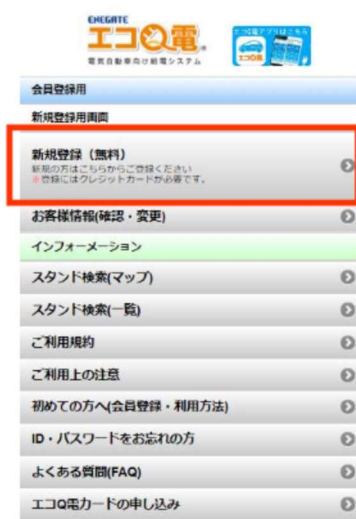 ENEGATE
エコQ電
電気自動車向け給電システム
エコQ電アプリはこちら
エコQ電
会員登録用
新規登録用画面
新規登録（無料）
新規の方はこちらからご登録ください
※登録にはクレジットカードが必要です。
お客様情報(確認・変更)
インフォーメーション
スタンド検索(マップ)
スタンド検索(一覧)
ご利用規約
ご利用上の注意
初めての方へ(会員登録・利用方法)
ID・パスワードをお忘れの方
よくある質問(FAQ)
エコQ電カードの申し込み